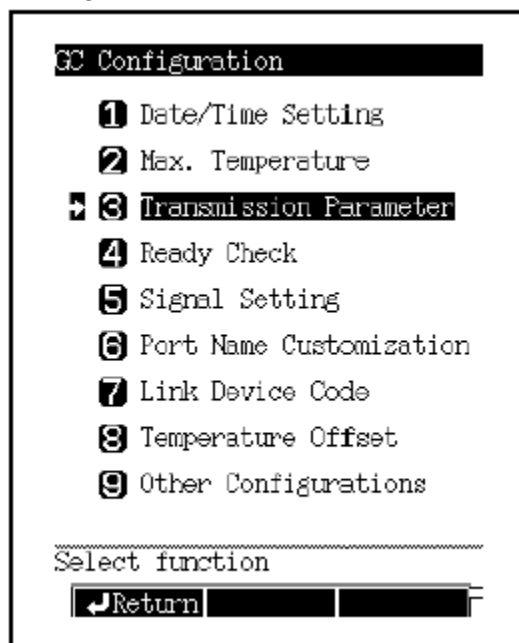 GC Configuration
1 Date/Time Setting
2 Max. Temperature
3 Transmission Parameter
4 Ready Check
5 Signal Setting
6 Port Name Customization
7 Link Device Code
8 Temperature Offset
9 Other Configurations
Select function
Return